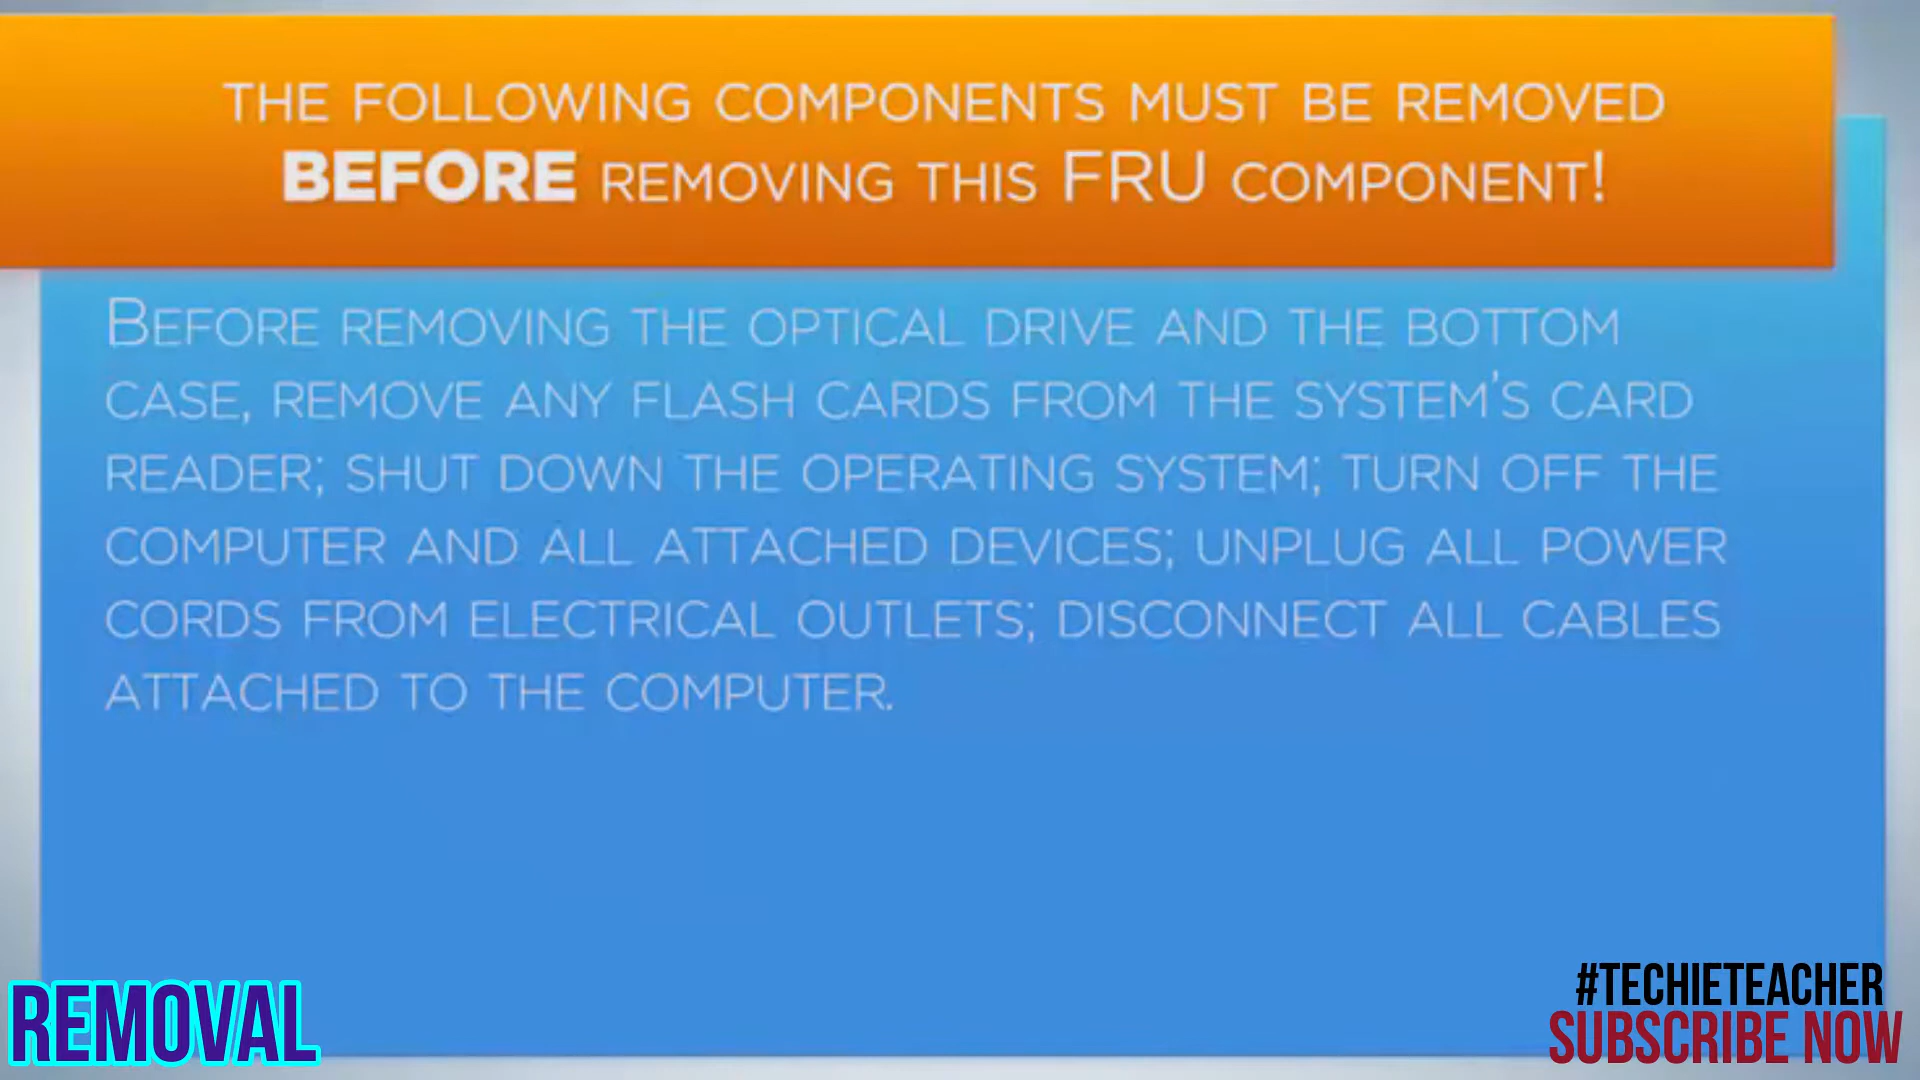 THE FOLLOWING COMPONENTS MUST BE REMOVED
BEFORE REMOVING THIS FRU COMPONENT!
BEFORE REMOVING THE OPTICAL DRIVE AND THE BOTTOM
CASE, REMOVE ANY FLASH CARDS FROM THE SYSTEM'S CARD
READER; SHUT DOWN THE OPERATING SYSTEM; TURN OFF THE
COMPUTER AND ALL ATTACHED DEVICES; UNPLUG ALL POWER
CORDS FROM ELECTRICAL OUTLETS; DISCONNECT ALL CABLES
ATTACHED TO THE COMPUTER.
REMOVAL
#TECHIETEACHER
SUBSCRIBE NOW